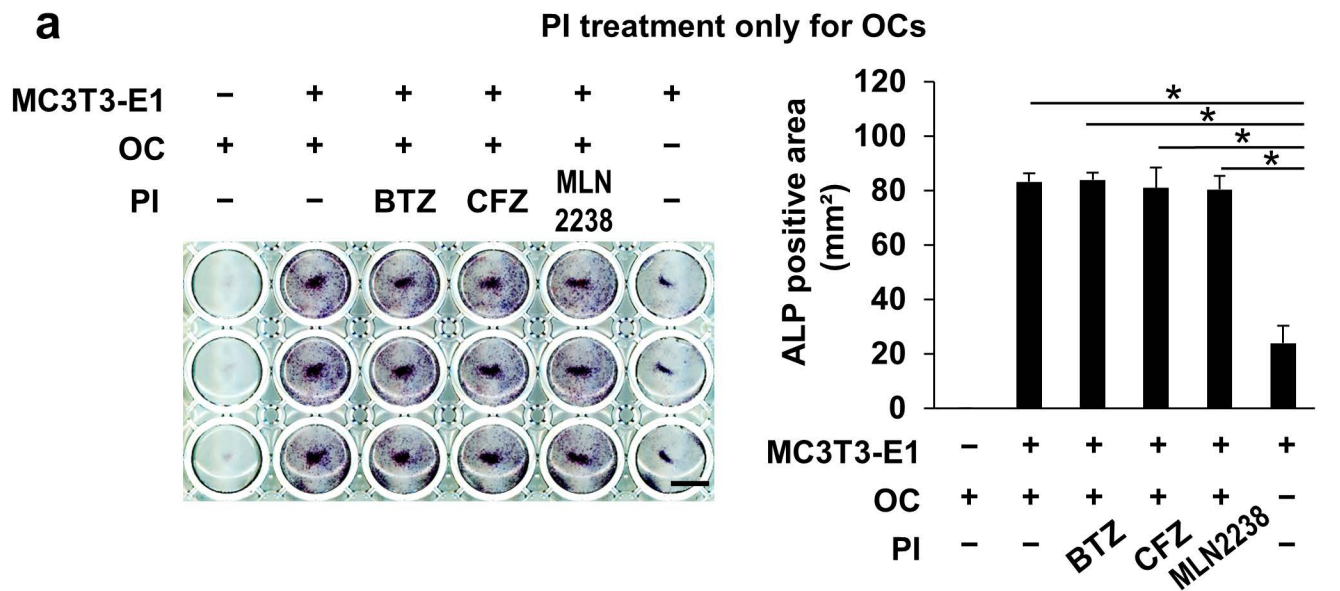 a
PI treatment only for OCs
MC3T3-E1 – + + + + +
OC + + + + + –
PI – – BTZ CFZ MLN 2238 –
ALP positive area (mm²)
120
100
80
60
40
20
0
*
*
*
*
MC3T3-E1 – + + + + +
OC + + + + + –
PI – – BTZ CFZ MLN2238 –